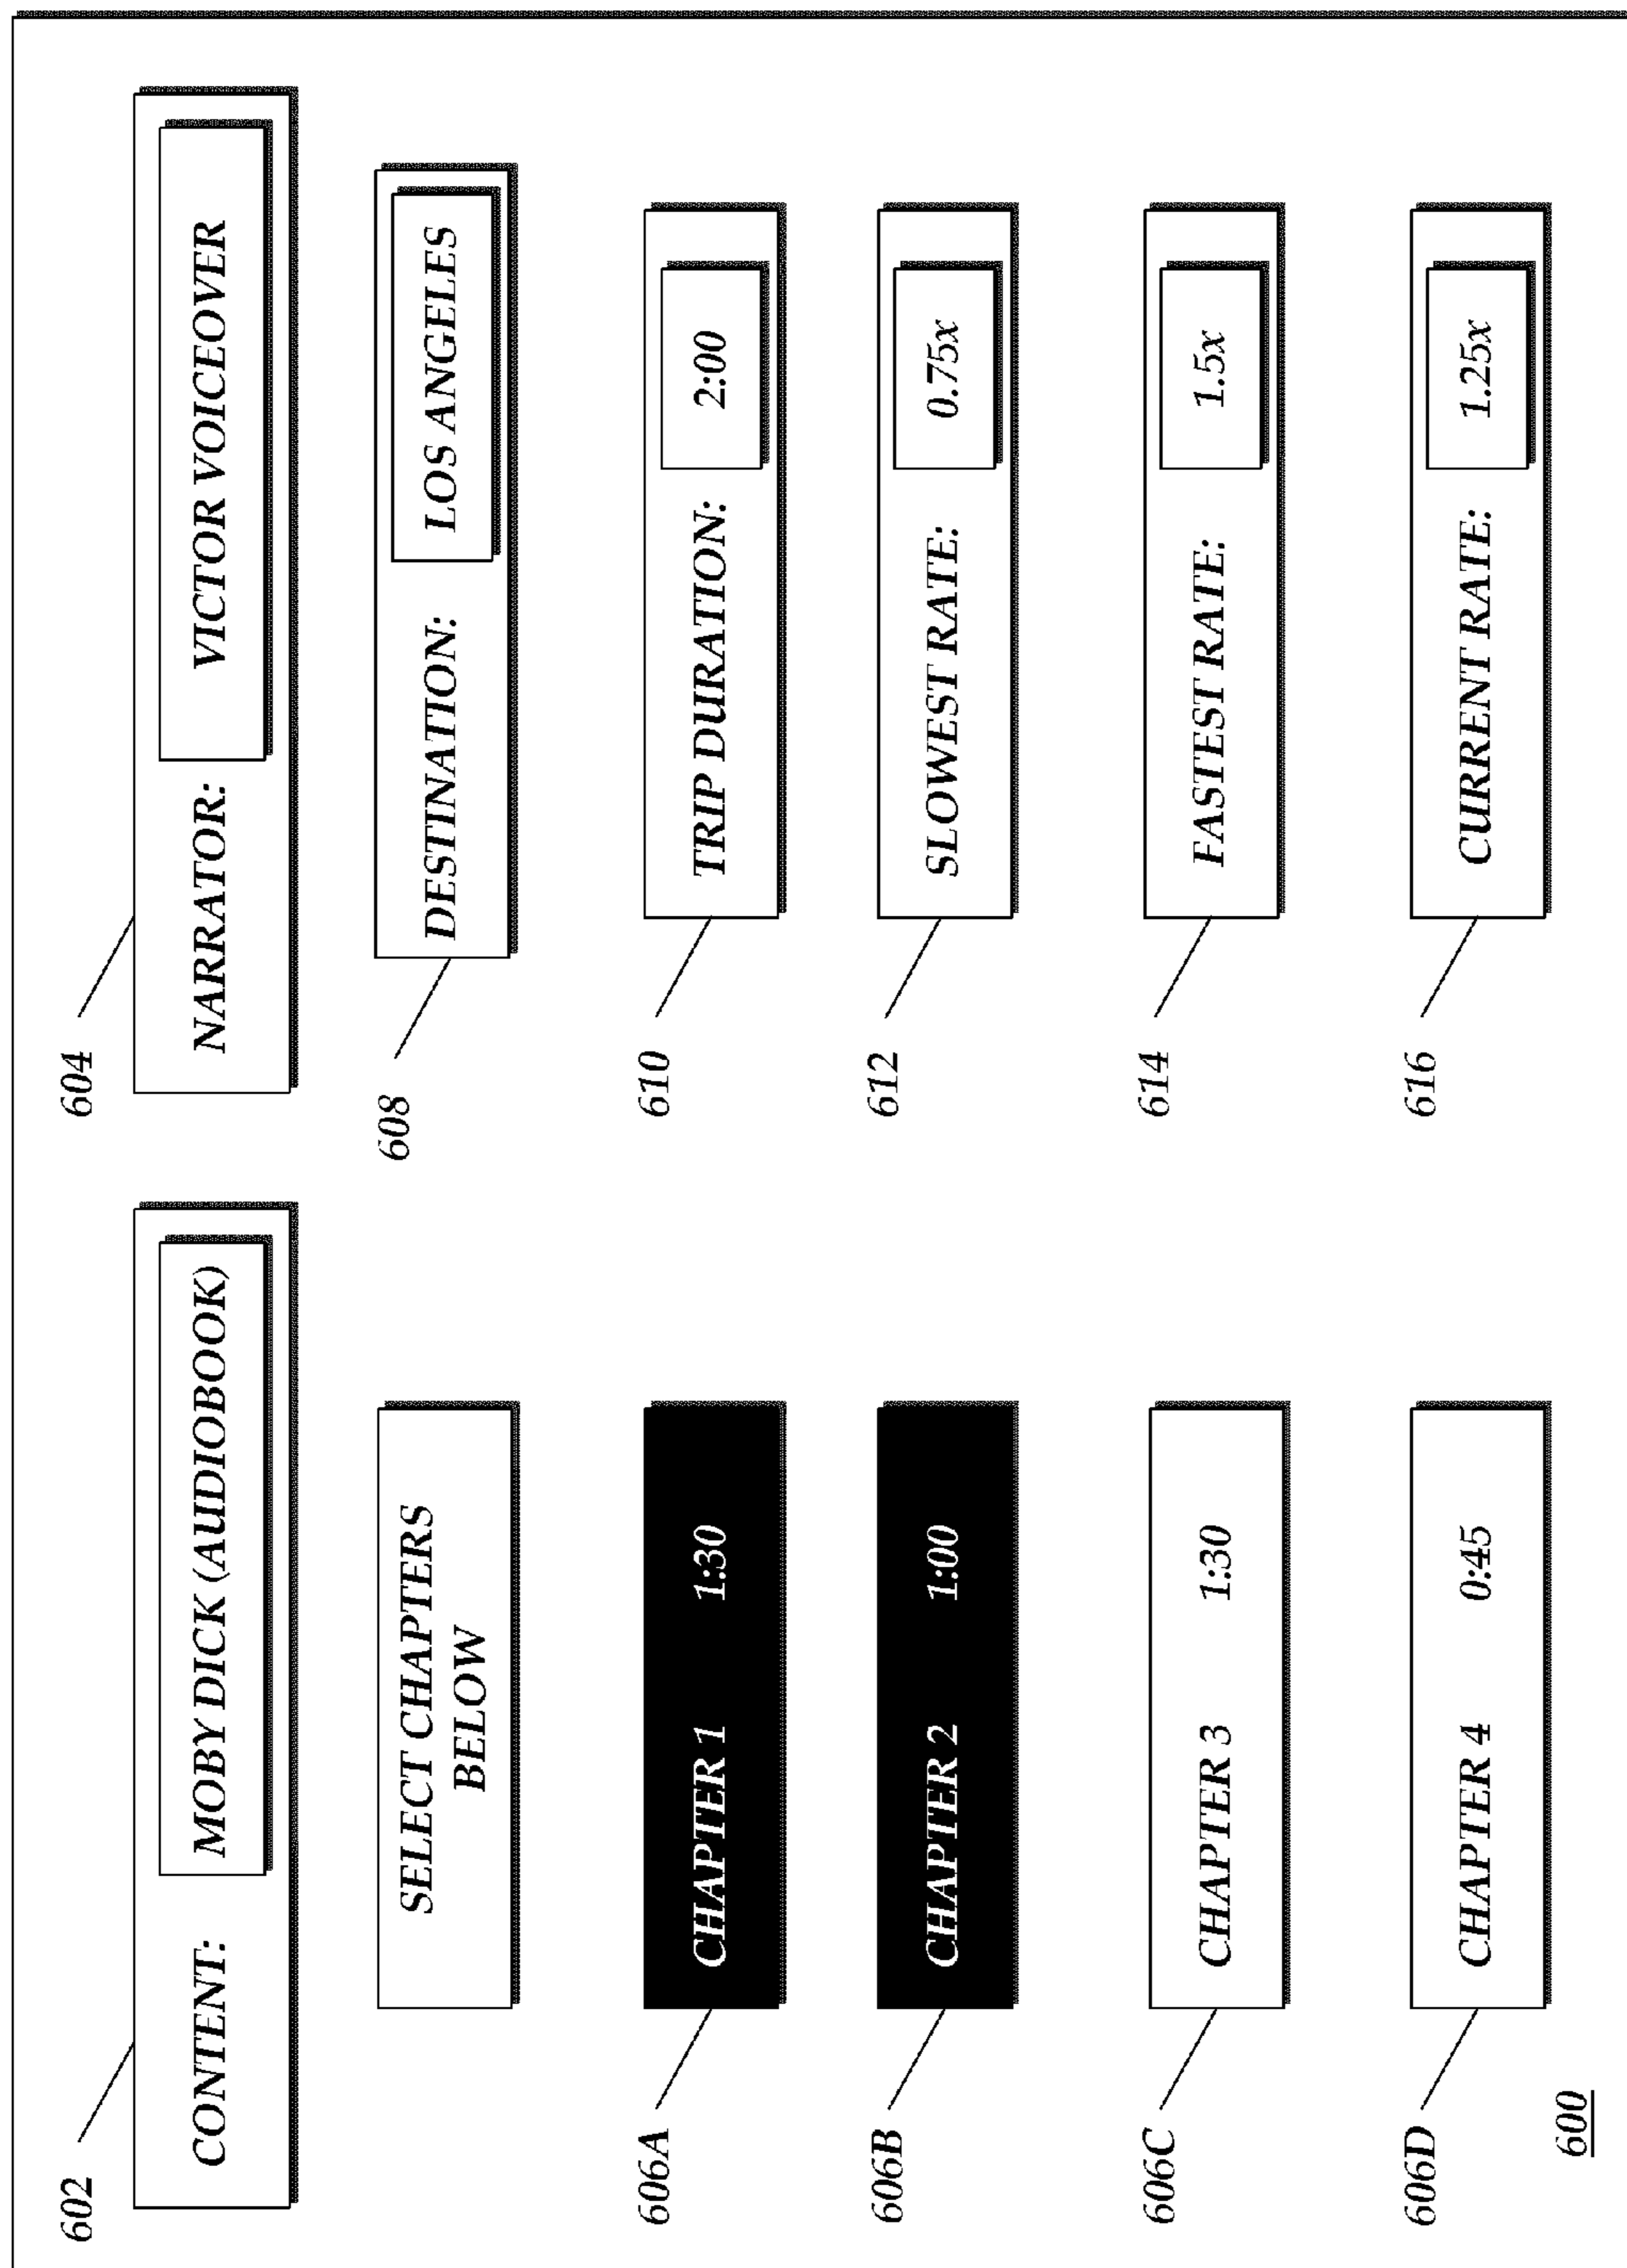 602
CONTENT: MOBY DICK (AUDIOBOOK)
604
NARRATOR: VICTOR VOICEOVER
SELECT CHAPTERS
BELOW
608
DESTINATION: LOS ANGELES
606A
CHAPTER 1 1:30
610
TRIP DURATION: 2:00
606B
CHAPTER 2 1:00
612
SLOWEST RATE: 0.75x
606C
CHAPTER 3 1:30
614
FASTEST RATE: 1.5x
606D
CHAPTER 4 0:45
616
CURRENT RATE: 1.25x
600